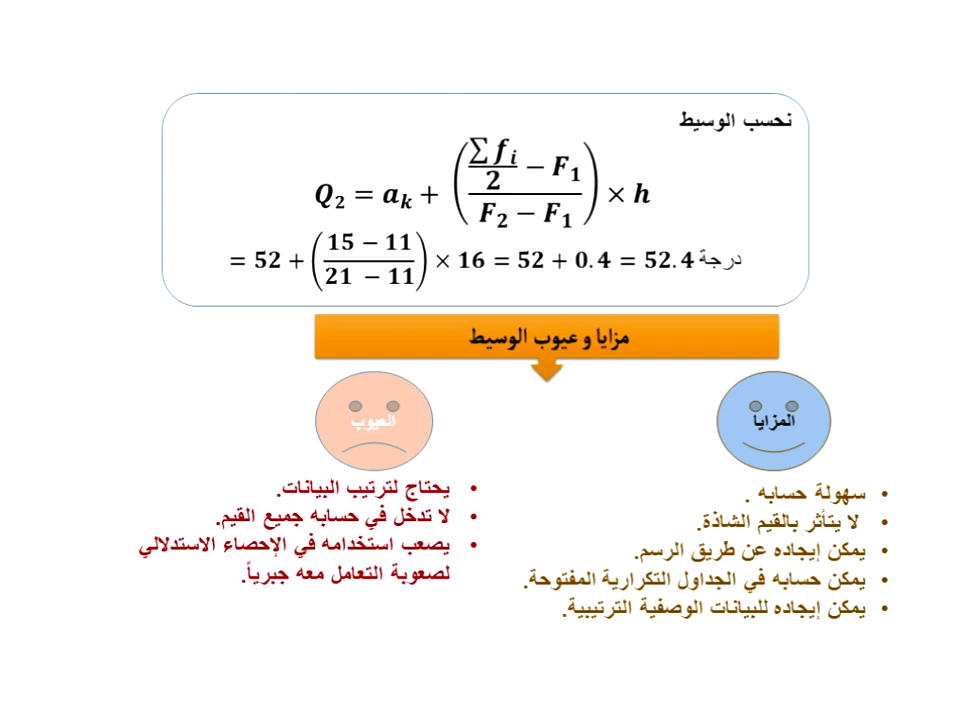 نحسب الوسيط
Q₂ = aₖ + ((∑fᵢ/2 − F₁)/(F₂ − F₁)) × h
= 52 + ((15 − 11)/(21 − 11)) × 16 = 52 + 0.4 = 52.4 درجة
مزايا و عيوب الوسيط
المزايا
• سهولة حسابه .
• لا يتأثر بالقيم الشاذة.
• يمكن إيجاده عن طريق الرسم.
• يمكن حسابه في الجداول التكرارية المفتوحة.
• يمكن إيجاده للبيانات الوصفية الترتيبية.
العيوب
• يحتاج لترتيب البيانات.
• لا تدخل في حسابه جميع القيم.
• يصعب استخدامه في الإحصاء الاستدلالي
لصعوبة التعامل معه جبرياً.